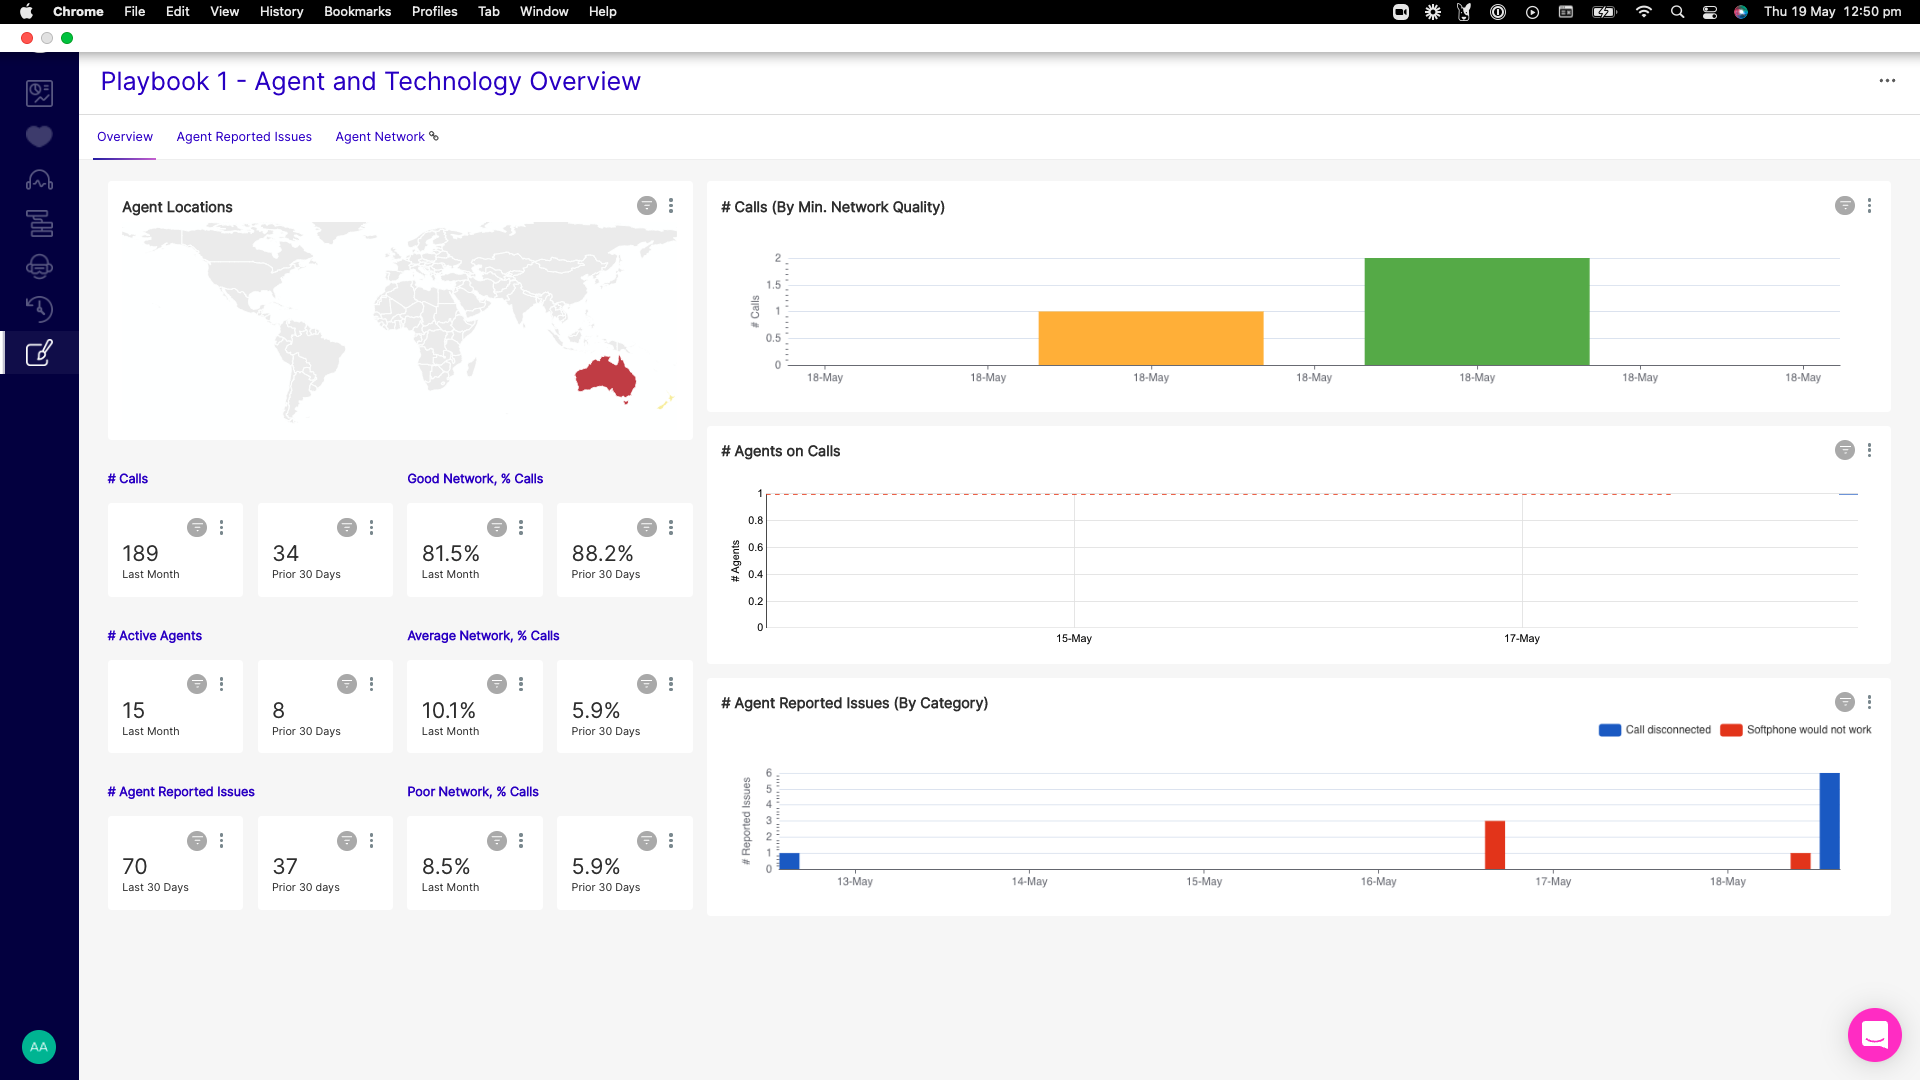 Chrome File Edit View History Bookmarks Profiles Tab Window Help Thu 19 May 12:50 pm
Playbook 1 - Agent and Technology Overview
Overview Agent Reported Issues Agent Network
Agent Locations
# Calls Good Network, % Calls
189 34 81.5% 88.2%
Last Month Prior 30 Days Last Month Prior 30 Days
# Active Agents Average Network, % Calls
15 8 10.1% 5.9%
Last Month Prior 30 Days Last Month Prior 30 Days
# Agent Reported Issues Poor Network, % Calls
70 37 8.5% 5.9%
Last 30 Days Prior 30 days Last Month Prior 30 Days
# Calls (By Min. Network Quality)
# Calls
2
1.5
1
0.5
0
18-May 18-May 18-May 18-May 18-May 18-May 18-May
# Agents on Calls
# Agents
1
0.8
0.6
0.4
0.2
0
15-May 17-May
# Agent Reported Issues (By Category)
Call disconnected Softphone would not work
# Reported Issues
6
5
4
3
2
1
0
13-May 14-May 15-May 16-May 17-May 18-May
AA